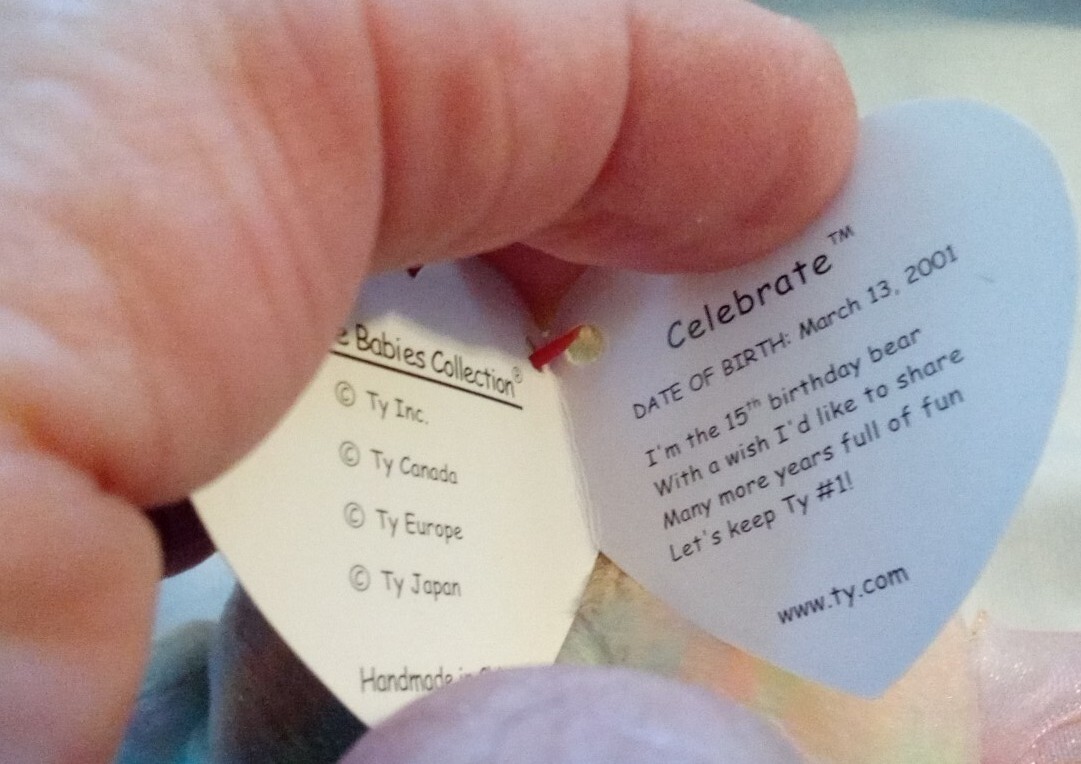 Babies Collection®
© Ty Inc.
© Ty Canada
© Ty Europe
© Ty Japan
Handmade in
Celebrate™
DATE OF BIRTH: March 13, 2001
I'm the 15th birthday bear
With a wish I'd like to share
Many more years full of fun
Let's keep Ty #1!
www.ty.com